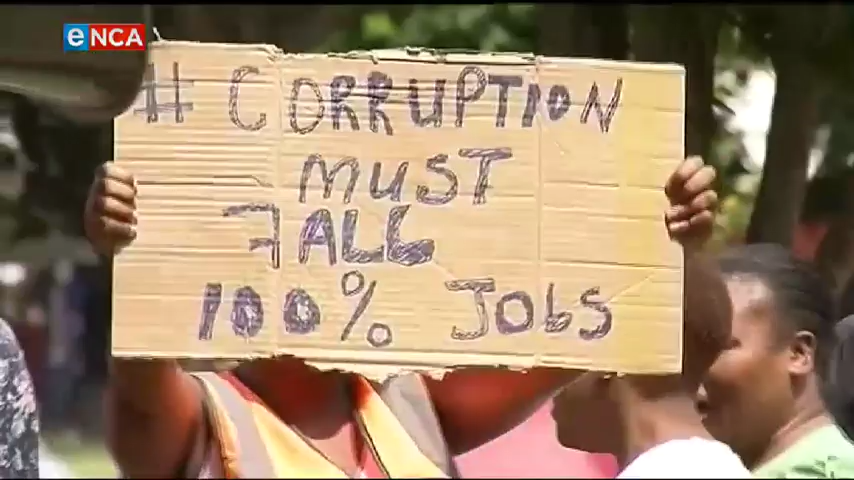 eNCA
# CORRUPTION
MUST
FALL
100% JObS